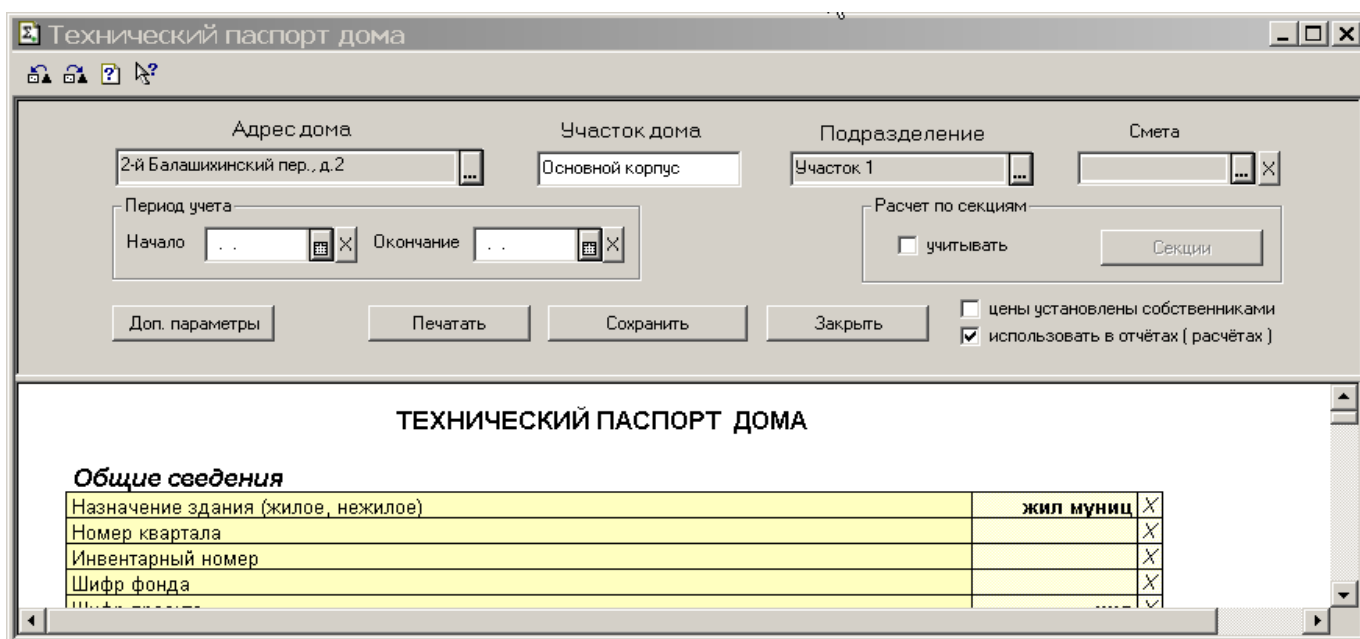 Технический паспорт дома
Адрес дома Участок дома Подразделение Смета
2-й Балашихинский пер., д.2 ... Основной корпус Участок 1 ... ... X
Период учета Расчет по секциям
Начало . . X Окончание . . X учитывать Секции
Доп. параметры Печатать Сохранить Закрыть цены установлены собственниками
использовать в отчётах ( расчётах )
ТЕХНИЧЕСКИЙ ПАСПОРТ ДОМА
Общие сведения
Назначение здания (жилое, нежилое) жил муниц X
Номер квартала X
Инвентарный номер X
Шифр фонда X